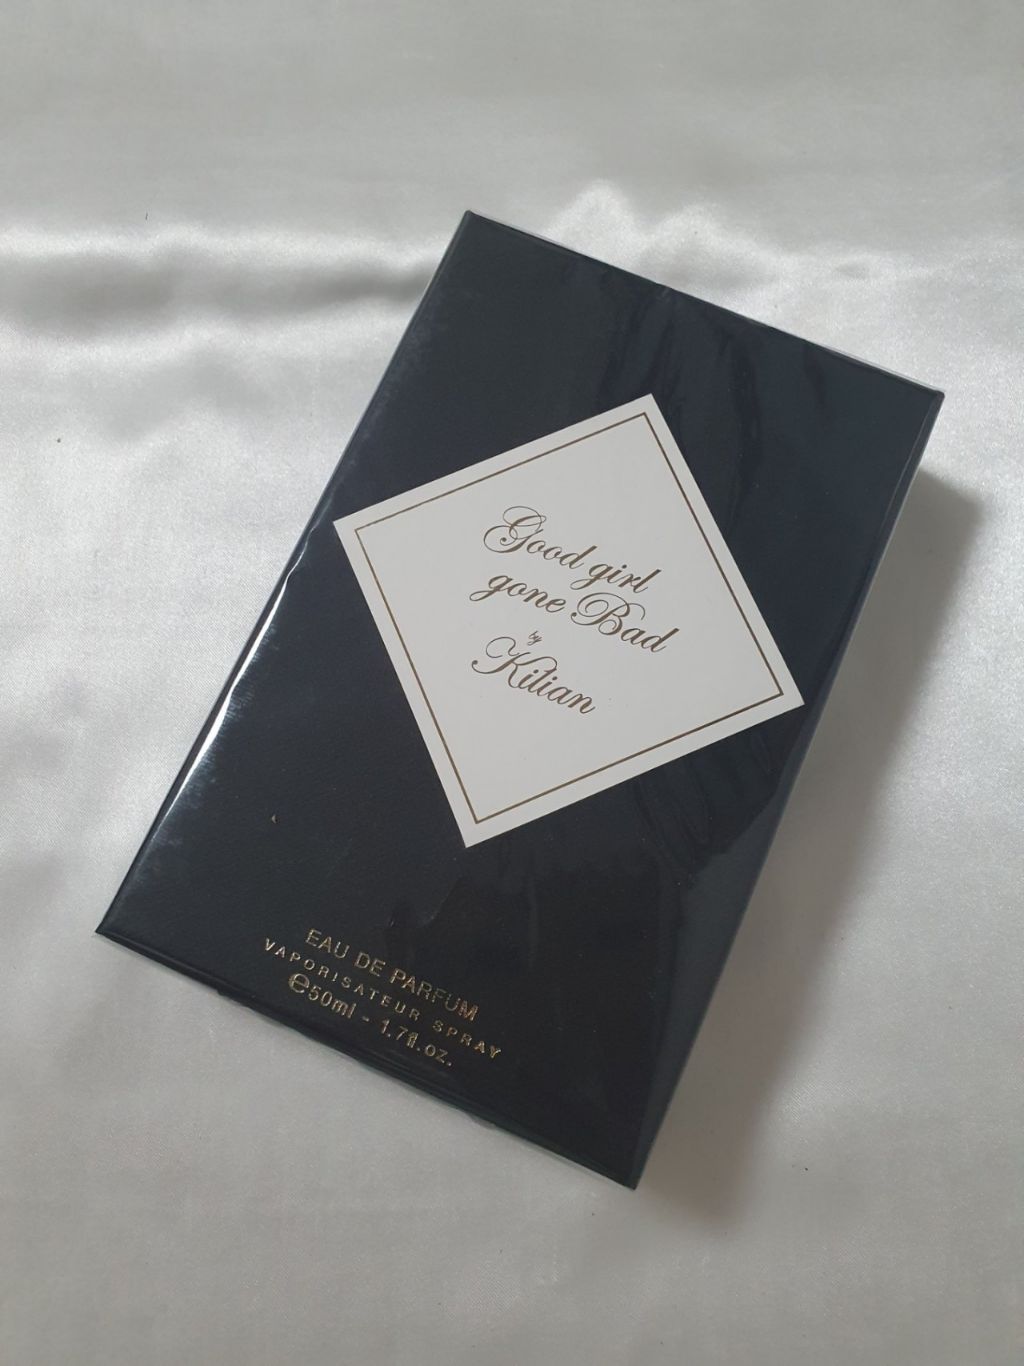 Good girl
gone Bad
by
Kilian
EAU DE PARFUM
VAPORISATEUR SPRAY
℮50ml - 1.7fl.oz.